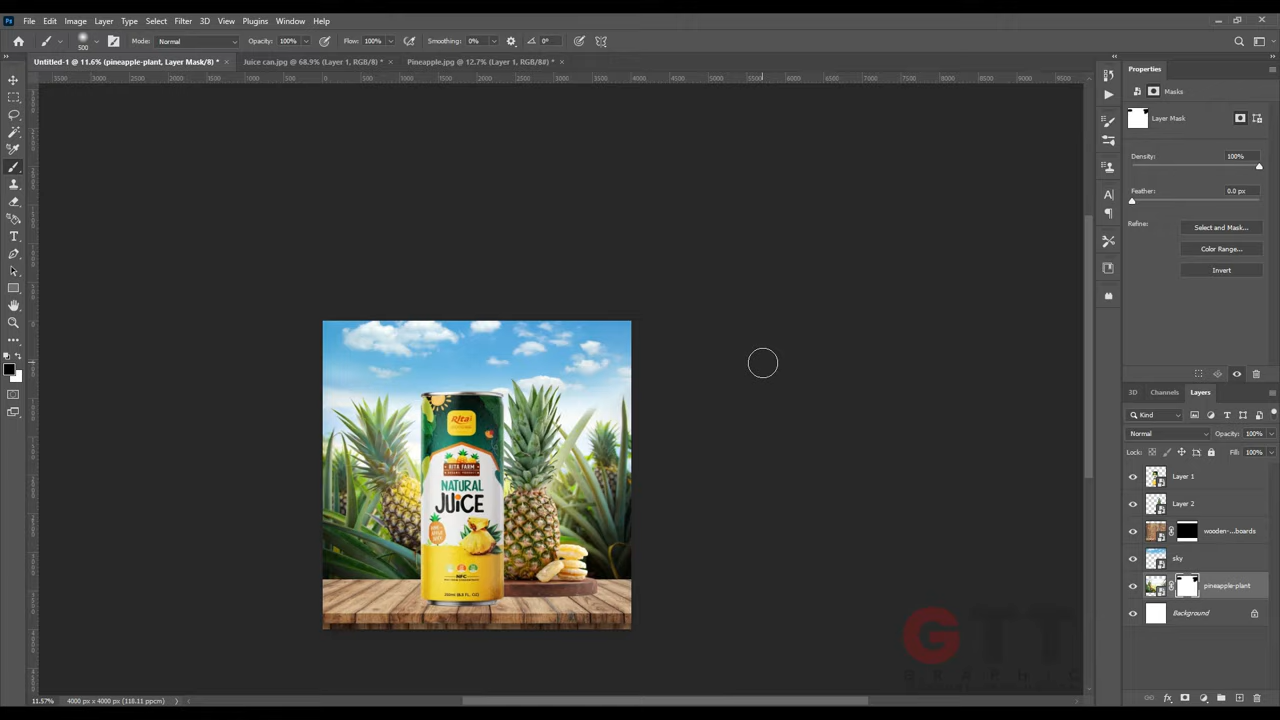 Ps File Edit Image Layer Type Select Filter 3D View Plugins Window Help
500 Mode: Normal Opacity: 100% Flow: 100% Smoothing: 0% 0°
Untitled-1 @ 11.6% (pineapple-plant, Layer Mask/8) * × Juice can.jpg @ 68.9% (Layer 1, RGB/8) * × Pineapple.jpg @ 12.7% (Layer 1, RGB/8#) * ×
Properties
Masks
Layer Mask
Density: 100%
Feather: 0.0 px
Refine: Select and Mask...
Color Range...
Invert
3D Channels Layers
Kind
Normal Opacity: 100%
Lock: Fill: 100%
Layer 1
Layer 2
wooden-...boards
sky
pineapple-plant
Background
Rita
RITA FARM
NATURAL
JUiCE
NFC
GTT
GRAPHIC
11.57% 4000 px x 4000 px (118.11 ppcm)